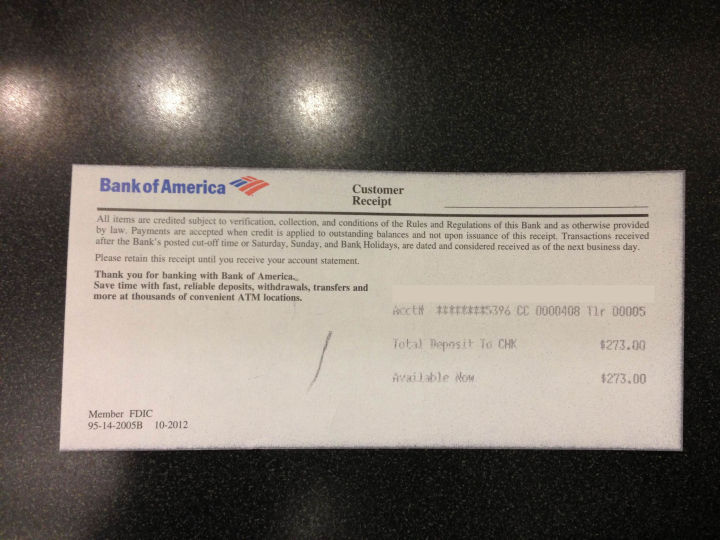 Bank of America
Customer
Receipt
All items are credited subject to verification, collection, and conditions of the Rules and Regulations of this Bank and as otherwise provided
by law. Payments are accepted when credit is applied to outstanding balances and not upon issuance of this receipt. Transactions received
after the Bank's posted cut-off time or Saturday, Sunday, and Bank Holidays, are dated and considered received as of the next business day.
Please retain this receipt until you receive your account statement.
Thank you for banking with Bank of America.
Save time with fast, reliable deposits, withdrawals, transfers and
more at thousands of convenient ATM locations.
Acct# ********5396 CC 0000408 Tlr 00005
Total Deposit To CHK $273.00
Available Now $273.00
Member FDIC
95-14-2005B 10-2012